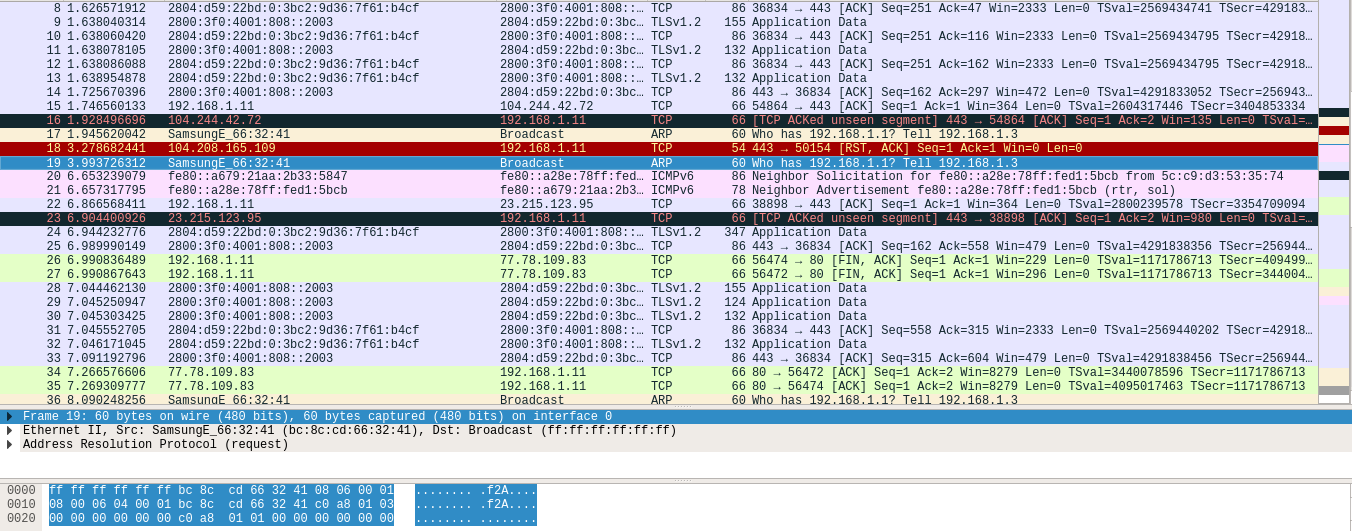 8 1.626571912 2804:d59:22bd:0:3bc2:9d36:7f61:b4cf 2800:3f0:4001:808::… TCP 86 36834 → 443 [ACK] Seq=251 Ack=47 Win=2333 Len=0 TSval=2569434741 TSecr=429183…
9 1.638040314 2800:3f0:4001:808::2003 2804:d59:22bd:0:3bc… TLSv1.2 155 Application Data
10 1.638060420 2804:d59:22bd:0:3bc2:9d36:7f61:b4cf 2800:3f0:4001:808::… TCP 86 36834 → 443 [ACK] Seq=251 Ack=116 Win=2333 Len=0 TSval=2569434795 TSecr=42918…
11 1.638078105 2800:3f0:4001:808::2003 2804:d59:22bd:0:3bc… TLSv1.2 132 Application Data
12 1.638086088 2804:d59:22bd:0:3bc2:9d36:7f61:b4cf 2800:3f0:4001:808::… TCP 86 36834 → 443 [ACK] Seq=251 Ack=162 Win=2333 Len=0 TSval=2569434795 TSecr=42918…
13 1.638954878 2804:d59:22bd:0:3bc2:9d36:7f61:b4cf 2800:3f0:4001:808::… TLSv1.2 132 Application Data
14 1.725670396 2800:3f0:4001:808::2003 2804:d59:22bd:0:3bc… TCP 86 443 → 36834 [ACK] Seq=162 Ack=297 Win=472 Len=0 TSval=4291833052 TSecr=256943…
15 1.746560133 192.168.1.11 104.244.42.72 TCP 66 54864 → 443 [ACK] Seq=1 Ack=1 Win=364 Len=0 TSval=2604317446 TSecr=3404853334
16 1.928496696 104.244.42.72 192.168.1.11 TCP 66 [TCP ACKed unseen segment] 443 → 54864 [ACK] Seq=1 Ack=2 Win=135 Len=0 TSval=…
17 1.945620042 SamsungE_66:32:41 Broadcast ARP 60 Who has 192.168.1.1? Tell 192.168.1.3
18 3.278682441 104.208.165.109 192.168.1.11 TCP 54 443 → 50154 [RST, ACK] Seq=1 Ack=1 Win=0 Len=0
19 3.993726312 SamsungE_66:32:41 Broadcast ARP 60 Who has 192.168.1.1? Tell 192.168.1.3
20 6.653239079 fe80::a679:21aa:2b33:5847 fe80::a28e:78ff:fed… ICMPv6 86 Neighbor Solicitation for fe80::a28e:78ff:fed1:5bcb from 5c:c9:d3:53:35:74
21 6.657317795 fe80::a28e:78ff:fed1:5bcb fe80::a679:21aa:2b3… ICMPv6 78 Neighbor Advertisement fe80::a28e:78ff:fed1:5bcb (rtr, sol)
22 6.866568411 192.168.1.11 23.215.123.95 TCP 66 38898 → 443 [ACK] Seq=1 Ack=1 Win=364 Len=0 TSval=2800239578 TSecr=3354709094
23 6.904400926 23.215.123.95 192.168.1.11 TCP 66 [TCP ACKed unseen segment] 443 → 38898 [ACK] Seq=1 Ack=2 Win=980 Len=0 TSval=…
24 6.944232776 2804:d59:22bd:0:3bc2:9d36:7f61:b4cf 2800:3f0:4001:808::… TLSv1.2 347 Application Data
25 6.989990149 2800:3f0:4001:808::2003 2804:d59:22bd:0:3bc… TCP 86 443 → 36834 [ACK] Seq=162 Ack=558 Win=479 Len=0 TSval=4291838356 TSecr=256944…
26 6.990836489 192.168.1.11 77.78.109.83 TCP 66 56474 → 80 [FIN, ACK] Seq=1 Ack=1 Win=229 Len=0 TSval=1171786713 TSecr=409499…
27 6.990867643 192.168.1.11 77.78.109.83 TCP 66 56472 → 80 [FIN, ACK] Seq=1 Ack=1 Win=296 Len=0 TSval=1171786713 TSecr=344004…
28 7.044462130 2800:3f0:4001:808::2003 2804:d59:22bd:0:3bc… TLSv1.2 155 Application Data
29 7.045250947 2800:3f0:4001:808::2003 2804:d59:22bd:0:3bc… TLSv1.2 124 Application Data
30 7.045303425 2800:3f0:4001:808::2003 2804:d59:22bd:0:3bc… TLSv1.2 132 Application Data
31 7.045552705 2804:d59:22bd:0:3bc2:9d36:7f61:b4cf 2800:3f0:4001:808::… TCP 86 36834 → 443 [ACK] Seq=558 Ack=315 Win=2333 Len=0 TSval=2569440202 TSecr=42918…
32 7.046171045 2804:d59:22bd:0:3bc2:9d36:7f61:b4cf 2800:3f0:4001:808::… TLSv1.2 132 Application Data
33 7.091192796 2800:3f0:4001:808::2003 2804:d59:22bd:0:3bc… TCP 86 443 → 36834 [ACK] Seq=315 Ack=604 Win=479 Len=0 TSval=4291838456 TSecr=256944…
34 7.266576606 77.78.109.83 192.168.1.11 TCP 66 80 → 56472 [ACK] Seq=1 Ack=2 Win=8279 Len=0 TSval=3440078596 TSecr=1171786713
35 7.269309777 77.78.109.83 192.168.1.11 TCP 66 80 → 56474 [ACK] Seq=1 Ack=2 Win=8279 Len=0 TSval=4095017463 TSecr=1171786713
36 8.090248256 SamsungE_66:32:41 Broadcast ARP 60 Who has 192.168.1.1? Tell 192.168.1.3
Frame 19: 60 bytes on wire (480 bits), 60 bytes captured (480 bits) on interface 0
Ethernet II, Src: SamsungE_66:32:41 (bc:8c:cd:66:32:41), Dst: Broadcast (ff:ff:ff:ff:ff:ff)
Address Resolution Protocol (request)
0000 ff ff ff ff ff ff bc 8c cd 66 32 41 08 06 00 01 ........ .f2A....
0010 08 00 06 04 00 01 bc 8c cd 66 32 41 c0 a8 01 03 ........ .f2A....
0020 00 00 00 00 00 00 c0 a8 01 01 00 00 00 00 00 00 ........ ........